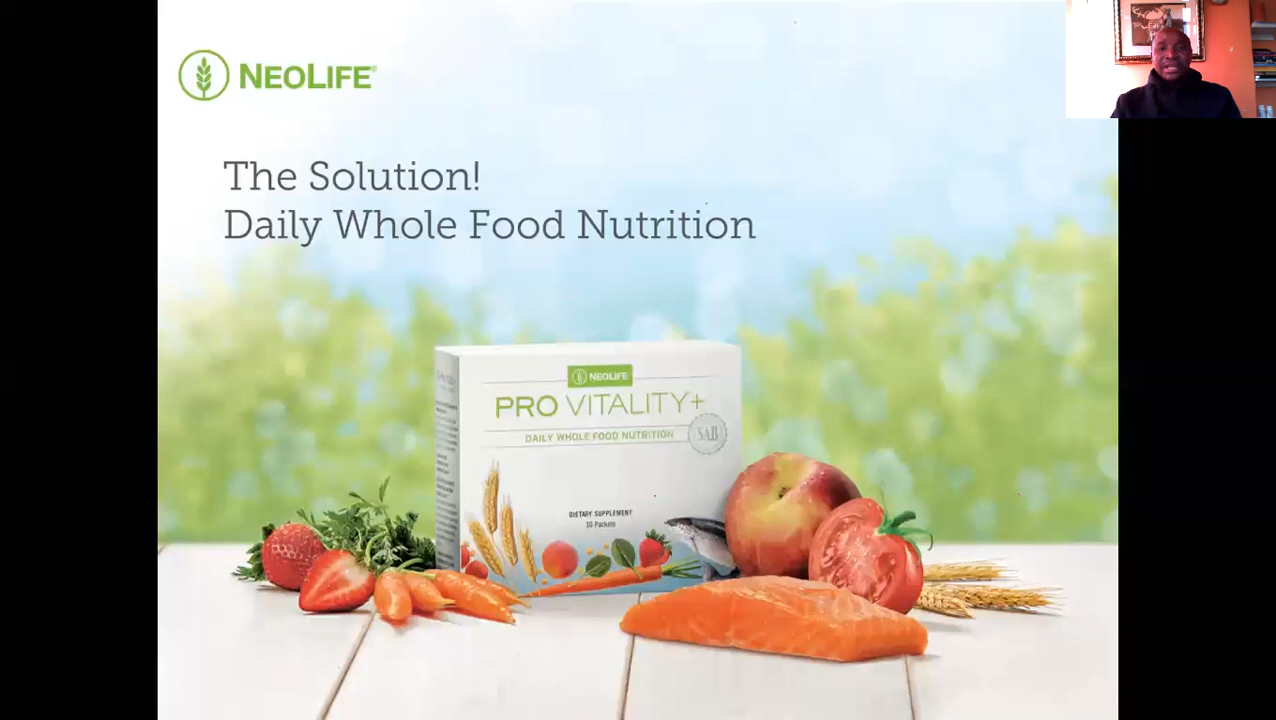 NEOLIFE
The Solution!
Daily Whole Food Nutrition
NEOLIFE
PRO VITALITY+
DAILY WHOLE FOOD NUTRITION
SAB
DIETARY SUPPLEMENT
30 Packets